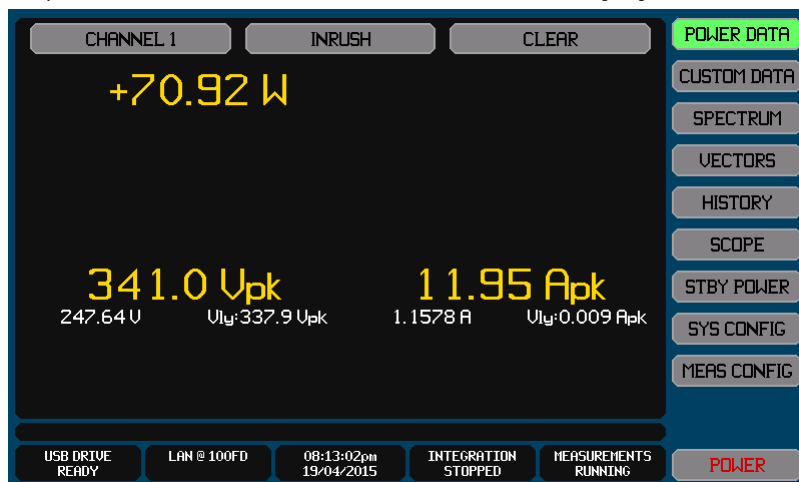 CHANNEL 1 INRUSH CLEAR
+70.92 W
341.0 Vpk 11.95 Apk
247.64 V Vly:337.9 Vpk 1.1578 A Vly:0.009 Apk
USB DRIVE READY
LAN @ 100FD
08:13:02pm
19/04/2015
INTEGRATION STOPPED
MEASUREMENTS RUNNING
POWER DATA
CUSTOM DATA
SPECTRUM
VECTORS
HISTORY
SCOPE
STBY POWER
SYS CONFIG
MEAS CONFIG
POWER